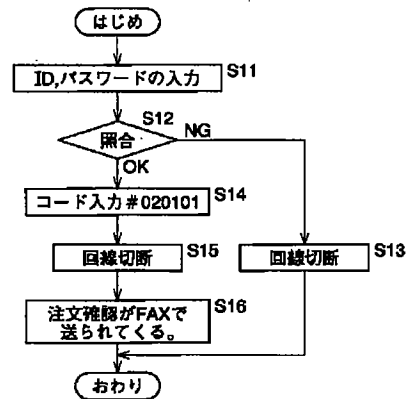 はじめ
ID,パスワードの入力 S11
照合 S12
NG
OK
コード入力#020101 S14
回線切断 S15
回線切断 S13
注文確認がFAXで S16
送られてくる。
おわり